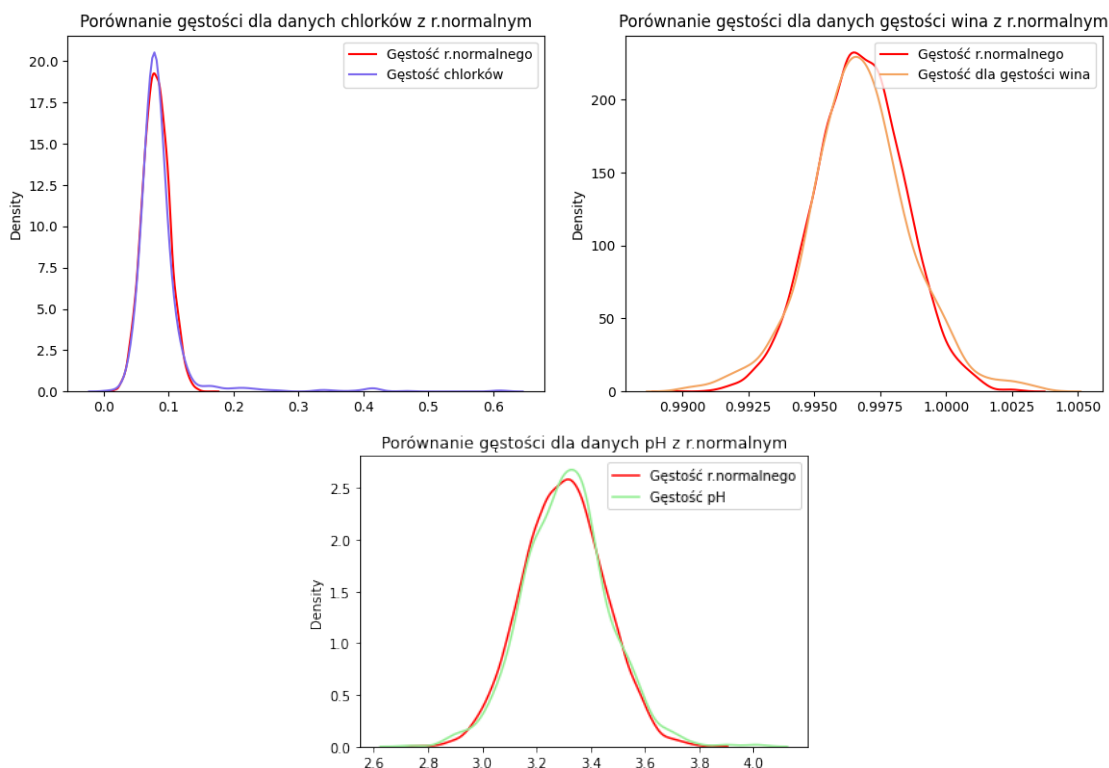 Porównanie gęstości dla danych chlorków z r.normalnym
Gęstość r.normalnego
Gęstość chlorków
Density
20.0
17.5
15.0
12.5
10.0
7.5
5.0
2.5
0.0
0.0 0.1 0.2 0.3 0.4 0.5 0.6
Porównanie gęstości dla danych gęstości wina z r.normalnym
Gęstość r.normalnego
Gęstość dla gęstości wina
Density
200
150
100
50
0
0.9900 0.9925 0.9950 0.9975 1.0000 1.0025 1.0050
Porównanie gęstości dla danych pH z r.normalnym
Gęstość r.normalnego
Gęstość pH
Density
2.5
2.0
1.5
1.0
0.5
0.0
2.6 2.8 3.0 3.2 3.4 3.6 3.8 4.0